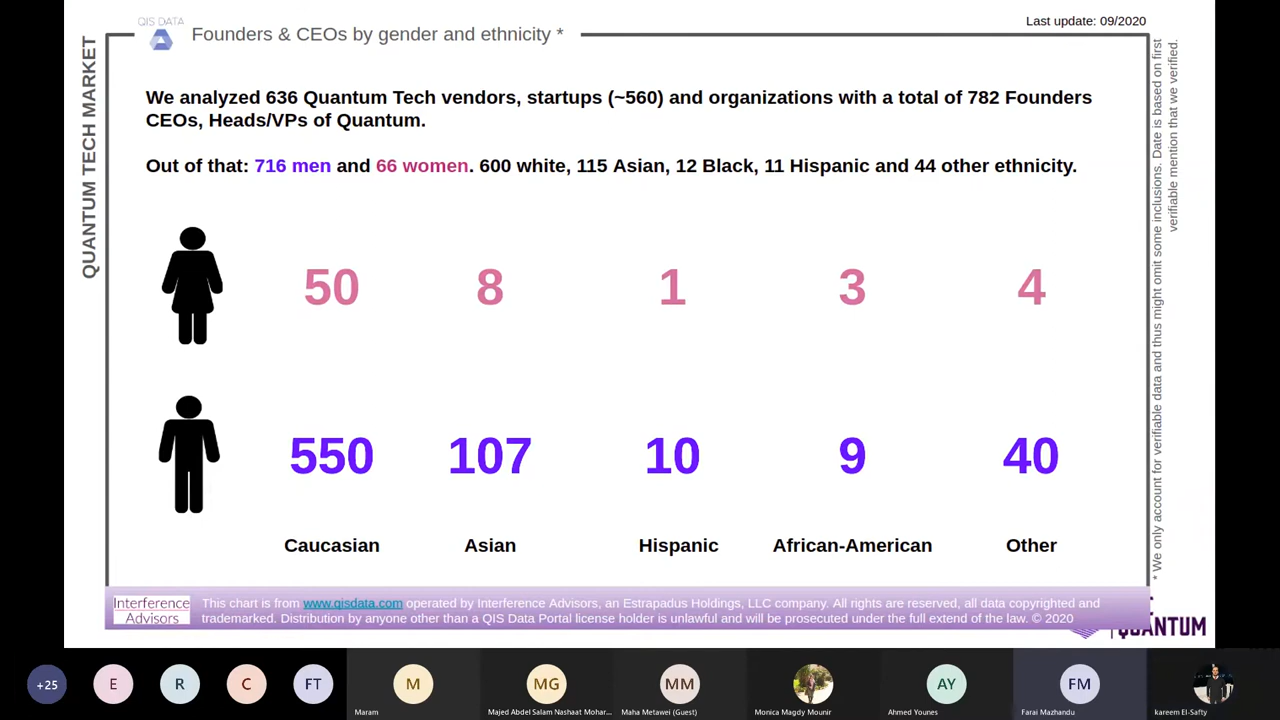 QIS DATA
Founders & CEOs by gender and ethnicity *
Last update: 09/2020
QUANTUM TECH MARKET
We analyzed 636 Quantum Tech vendors, startups (~560) and organizations with a total of 782 Founders
CEOs, Heads/VPs of Quantum.
Out of that: 716 men and 66 women. 600 white, 115 Asian, 12 Black, 11 Hispanic and 44 other ethnicity.
50 8 1 3 4
550 107 10 9 40
Caucasian Asian Hispanic African-American Other
* We only account for verifiable data and thus might omit some inclusions. Date is based on first
verifiable mention that we verified.
Interference
Advisors
This chart is from www.qisdata.com operated by Interference Advisors, an Estrapadus Holdings, LLC company. All rights are reserved, all data copyrighted and
trademarked. Distribution by anyone other than a QIS Data Portal license holder is unlawful and will be prosecuted under the full extend of the law. © 2020
QUANTUM
+25 E R C FT M MG MM AY FM
Maram Majed Abdel Salam Nashaat Mohar... Maha Metawei (Guest) Monica Magdy Mounir Ahmed Younes Farai Mazhandu kareem El-Safty